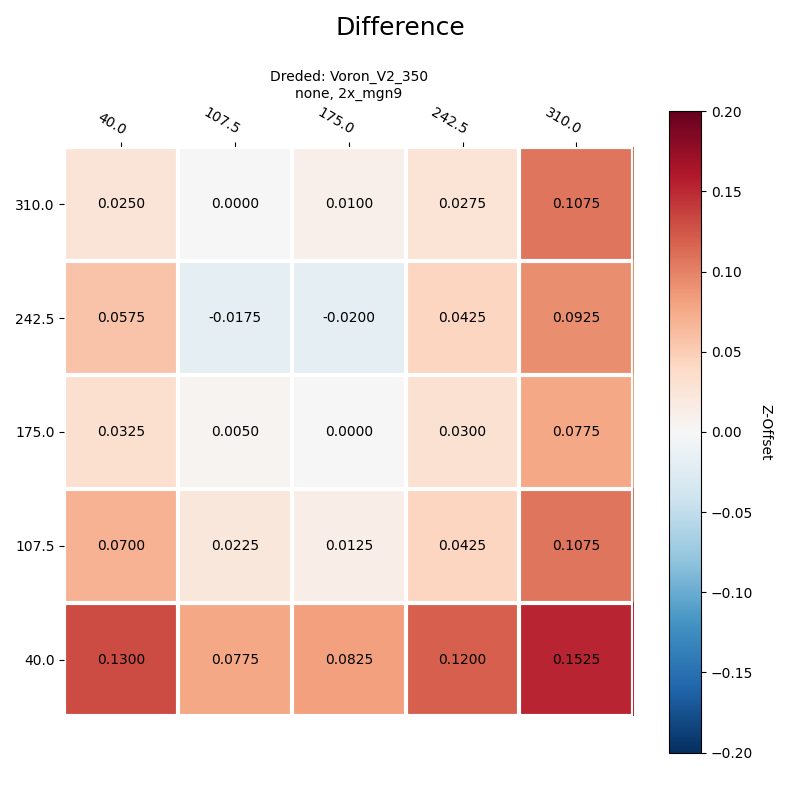 Difference
Dreded: Voron_V2_350
none, 2x_mgn9
40.0 107.5 175.0 242.5 310.0
310.0 0.0250 0.0000 0.0100 0.0275 0.1075
242.5 0.0575 -0.0175 -0.0200 0.0425 0.0925
175.0 0.0325 0.0050 0.0000 0.0300 0.0775
107.5 0.0700 0.0225 0.0125 0.0425 0.1075
40.0 0.1300 0.0775 0.0825 0.1200 0.1525
0.20
0.15
0.10
0.05
0.00
−0.05
−0.10
−0.15
−0.20
Z-Offset